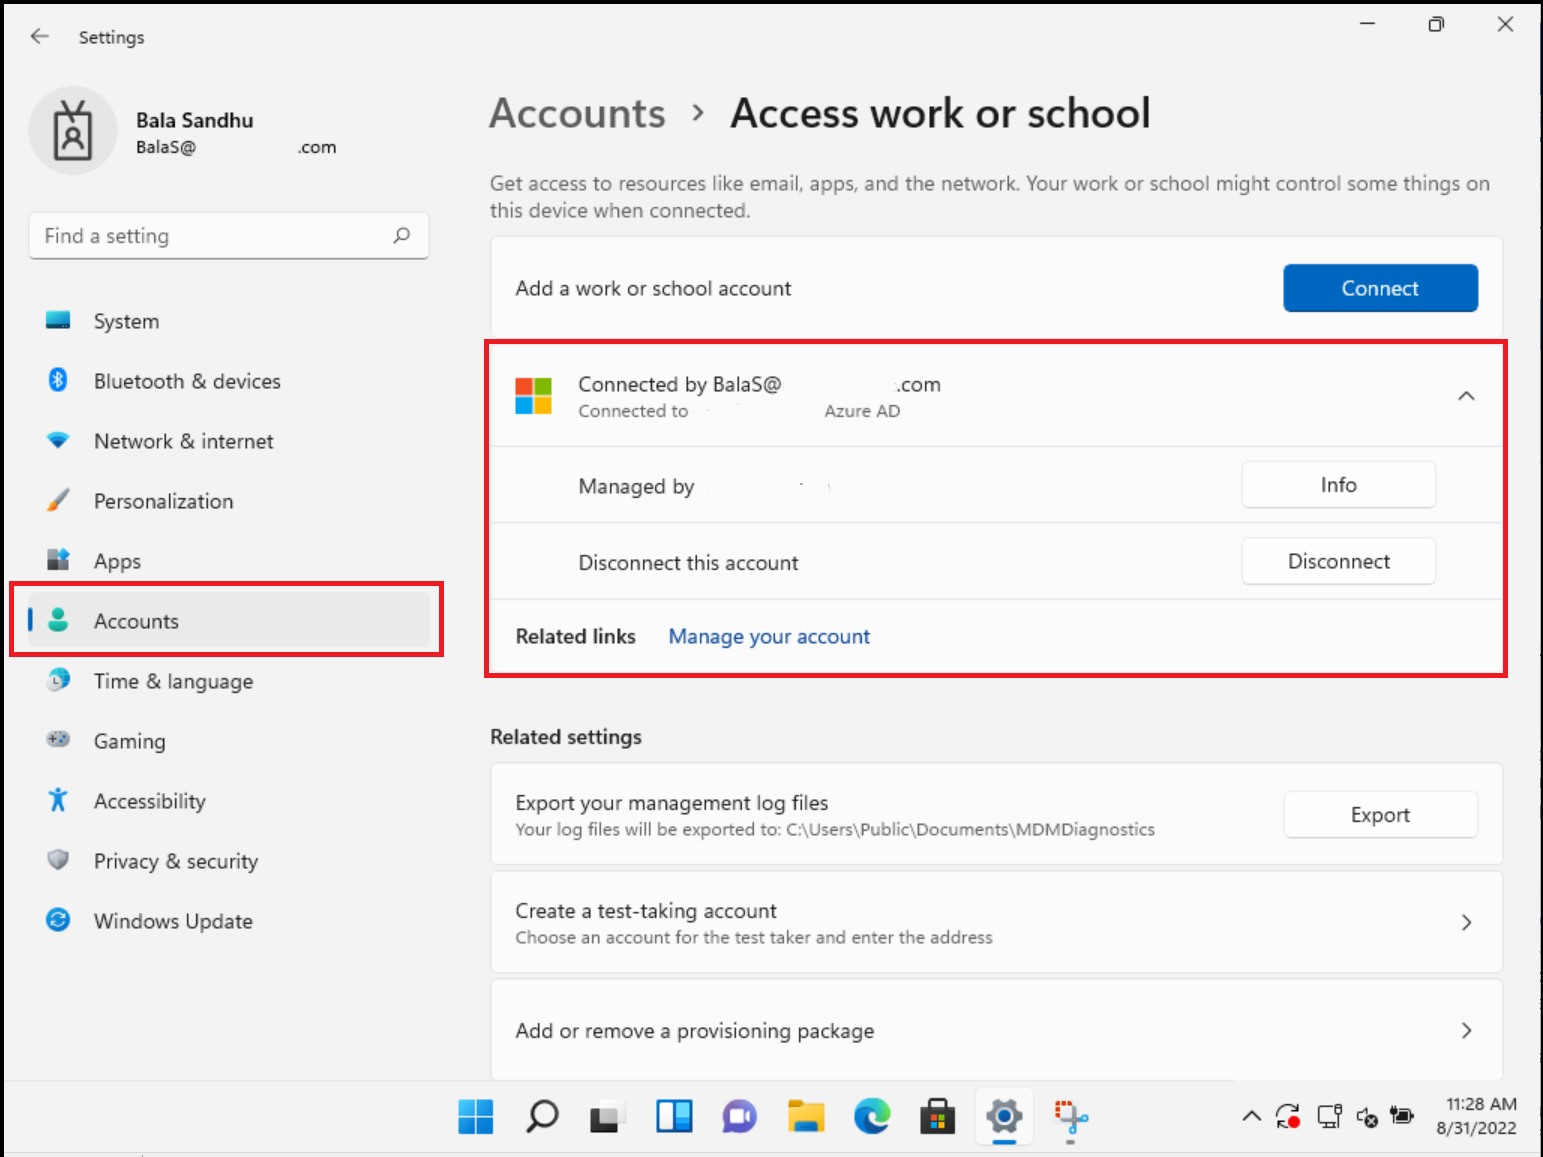 Settings
Bala Sandhu
BalaS@ .com
Find a setting
System
Bluetooth & devices
Network & internet
Personalization
Apps
Accounts
Time & language
Gaming
Accessibility
Privacy & security
Windows Update
Accounts > Access work or school
Get access to resources like email, apps, and the network. Your work or school might control some things on
this device when connected.
Add a work or school account
Connect
Connected by BalaS@ .com
Connected to Azure AD
Managed by
Info
Disconnect this account
Disconnect
Related links Manage your account
Related settings
Export your management log files
Your log files will be exported to: C:\Users\Public\Documents\MDMDiagnostics
Export
Create a test-taking account
Choose an account for the test taker and enter the address
Add or remove a provisioning package
11:28 AM
8/31/2022